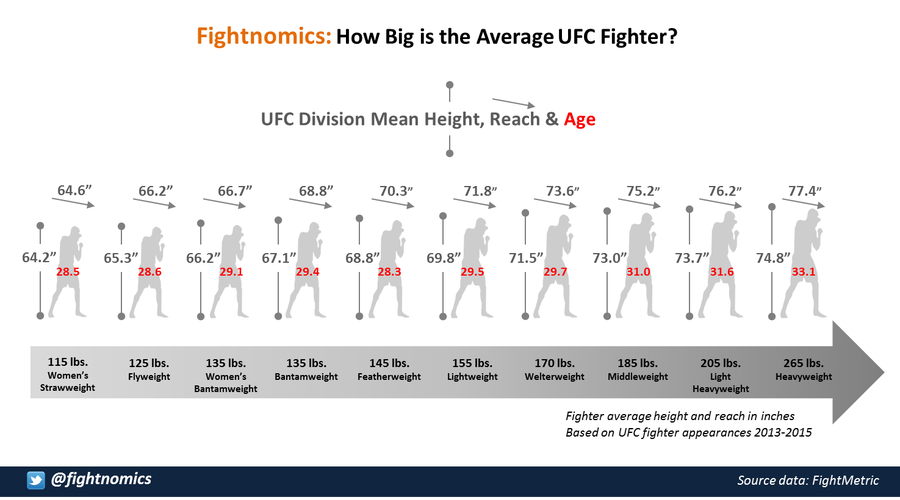 Fightnomics: How Big is the Average UFC Fighter?
UFC Division Mean Height, Reach & Age
64.6” 66.2” 66.7” 68.8” 70.3” 71.8” 73.6” 75.2” 76.2” 77.4”
64.2” 65.3” 66.2” 67.1” 68.8” 69.8” 71.5” 73.0” 73.7” 74.8”
28.5 28.6 29.1 29.4 28.3 29.5 29.7 31.0 31.6 33.1
115 lbs. 125 lbs. 135 lbs. 135 lbs. 145 lbs. 155 lbs. 170 lbs. 185 lbs. 205 lbs. 265 lbs.
Women’s Flyweight Women’s Bantamweight Featherweight Lightweight Welterweight Middleweight Light Heavyweight
Strawweight Bantamweight Heavyweight
Fighter average height and reach in inches
Based on UFC fighter appearances 2013-2015
@fightnomics Source data: FightMetric